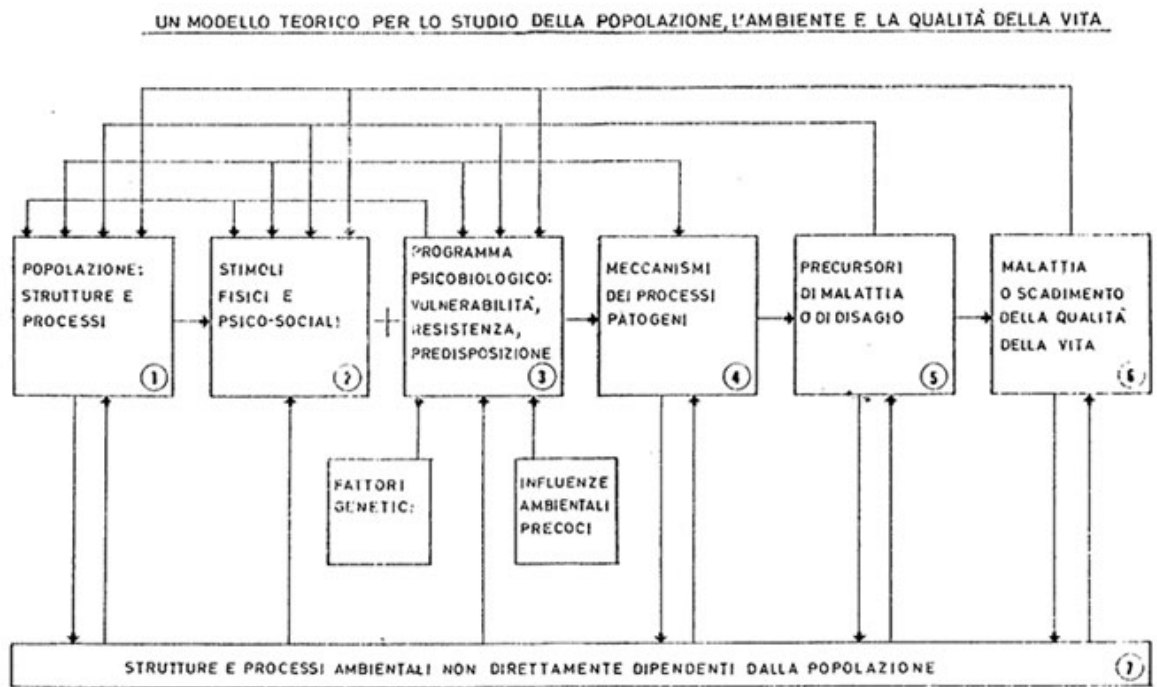 UN MODELLO TEORICO PER LO STUDIO DELLA POPOLAZIONE, L'AMBIENTE E LA QUALITÀ DELLA VITA
POPOLAZIONE:
STRUTTURE E
PROCESSI
1
STIMOLI
FISICI E
PSICO-SOCIALI
2
PROGRAMMA
PSICOBIOLOGICO:
VULNERABILITÀ,
RESISTENZA,
PREDISPOSIZIONE
3
MECCANISMI
DEI PROCESSI
PATOGENI
4
PRECURSORI
DI MALATTIA
O DI DISAGIO
5
MALATTIA
O SCADIMENTO
DELLA QUALITÀ
DELLA VITA
6
FATTORI
GENETIC:
INFLUENZE
AMBIENTALI
PRECOCI
STRUTTURE E PROCESSI AMBIENTALI NON DIRETTAMENTE DIPENDENTI DALLA POPOLAZIONE
7